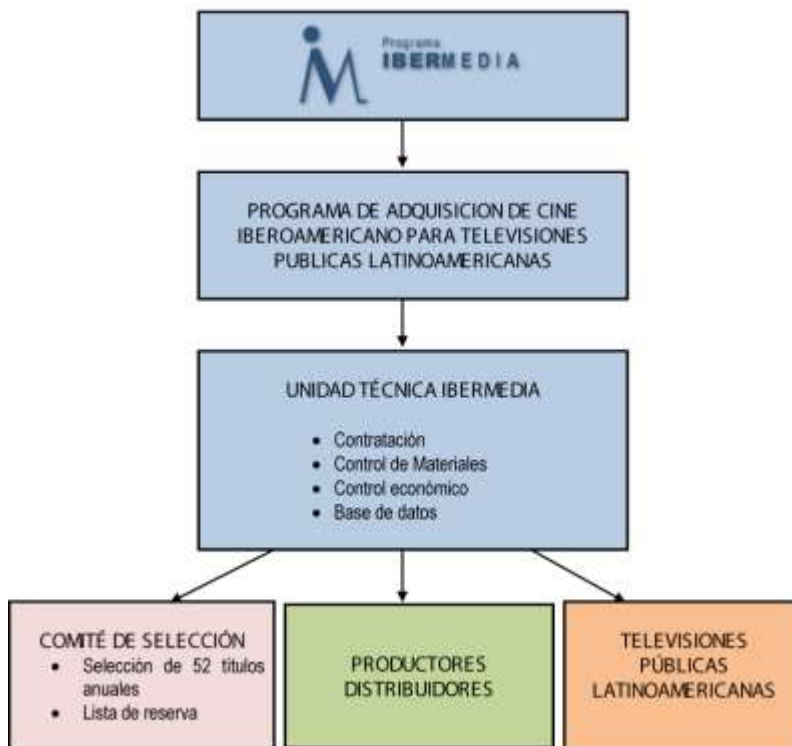 Programa
IBERMEDIA
PROGRAMA DE ADQUISICION DE CINE
IBEROAMERICANO PARA TELEVISIONES
PUBLICAS LATINOAMERICANAS
UNIDAD TÉCNICA IBERMEDIA
• Contratación
• Control de Materiales
• Control económico
• Base de datos
COMITÉ DE SELECCIÓN
• Selección de 52 títulos
anuales
• Lista de reserva
PRODUCTORES
DISTRIBUIDORES
TELEVISIONES
PÚBLICAS
LATINOAMERICANAS